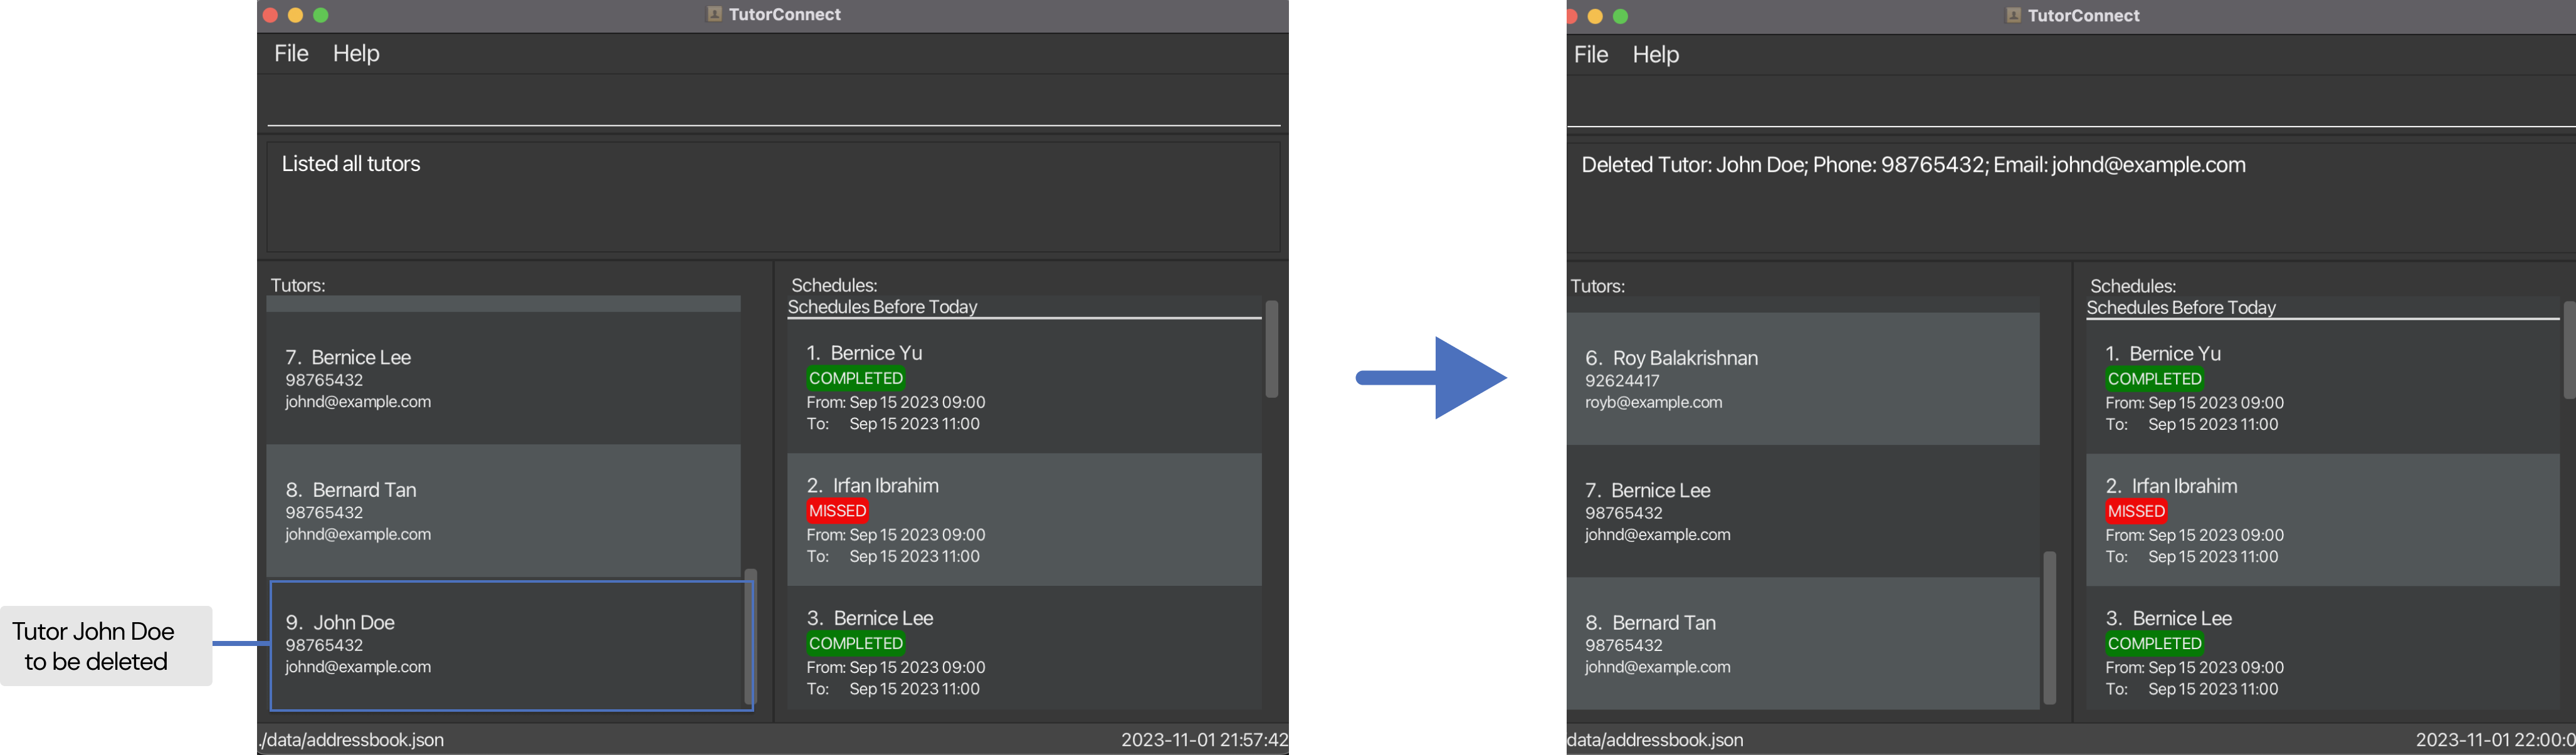 TutorConnect
File Help
Listed all tutors
Tutors:
7. Bernice Lee
98765432
johnd@example.com
8. Bernard Tan
98765432
johnd@example.com
9. John Doe
98765432
johnd@example.com
Schedules:
Schedules Before Today
1. Bernice Yu
COMPLETED
From: Sep 15 2023 09:00
To: Sep 15 2023 11:00
2. Irfan Ibrahim
MISSED
From: Sep 15 2023 09:00
To: Sep 15 2023 11:00
3. Bernice Lee
COMPLETED
From: Sep 15 2023 09:00
To: Sep 15 2023 11:00
./data/addressbook.json
2023-11-01 21:57:42
Tutor John Doe
to be deleted
TutorConnect
File Help
Deleted Tutor: John Doe; Phone: 98765432; Email: johnd@example.com
Tutors:
6. Roy Balakrishnan
92624417
royb@example.com
7. Bernice Lee
98765432
johnd@example.com
8. Bernard Tan
98765432
johnd@example.com
Schedules:
Schedules Before Today
1. Bernice Yu
COMPLETED
From: Sep 15 2023 09:00
To: Sep 15 2023 11:00
2. Irfan Ibrahim
MISSED
From: Sep 15 2023 09:00
To: Sep 15 2023 11:00
3. Bernice Lee
COMPLETED
From: Sep 15 2023 09:00
To: Sep 15 2023 11:00
data/addressbook.json
2023-11-01 22:00:0